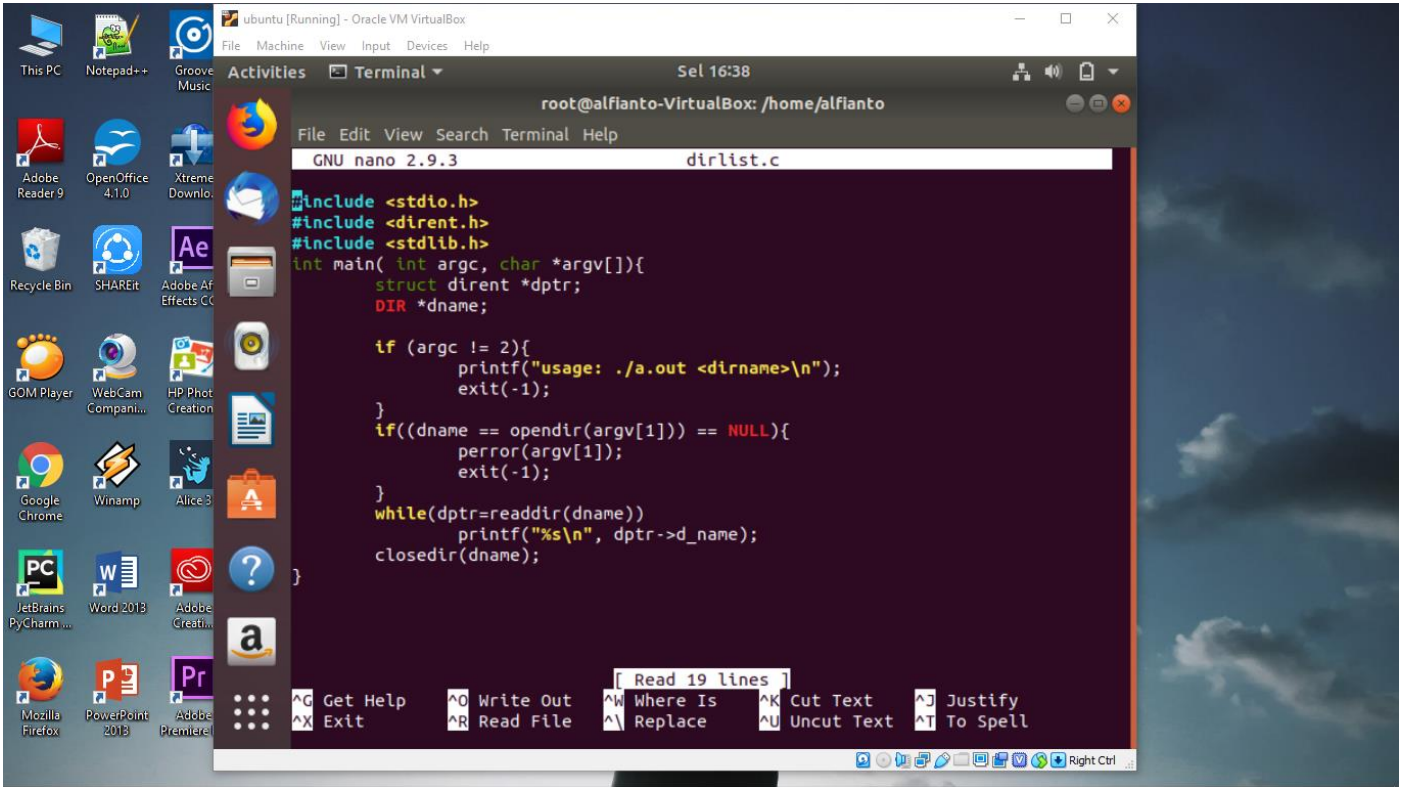 ubuntu [Running] - Oracle VM VirtualBox
File Machine View Input Devices Help
Activities Terminal Sel 16:38
root@alfianto-VirtualBox: /home/alfianto
File Edit View Search Terminal Help
GNU nano 2.9.3 dirlist.c
#include <stdio.h>
#include <dirent.h>
#include <stdlib.h>
int main( int argc, char *argv[]){
struct dirent *dptr;
DIR *dname;
if (argc != 2){
printf("usage: ./a.out <dirname>\n");
exit(-1);
}
if((dname == opendir(argv[1])) == NULL){
perror(argv[1]);
exit(-1);
}
while(dptr=readdir(dname))
printf("%s\n", dptr->d_name);
closedir(dname);
}
[ Read 19 lines ]
^G Get Help ^O Write Out ^W Where Is ^K Cut Text ^J Justify
^X Exit ^R Read File ^\ Replace ^U Uncut Text ^T To Spell
Right Ctrl
This PC
Notepad++
Groove
Music
Adobe
Reader 9
OpenOffice
4.1.0
Xtreme
Downlo...
Recycle Bin
SHAREit
Ae
Adobe Af
Effects CC
GOM Player
WebCam
Compani...
HP Phot
Creation
Google
Chrome
Winamp
Alice 3
PC
JetBrains
PyCharm ...
W
Word 2013
Adobe
Creati...
a
Mozilla
Firefox
P
PowerPoint
2013
Pr
Adobe
Premiere